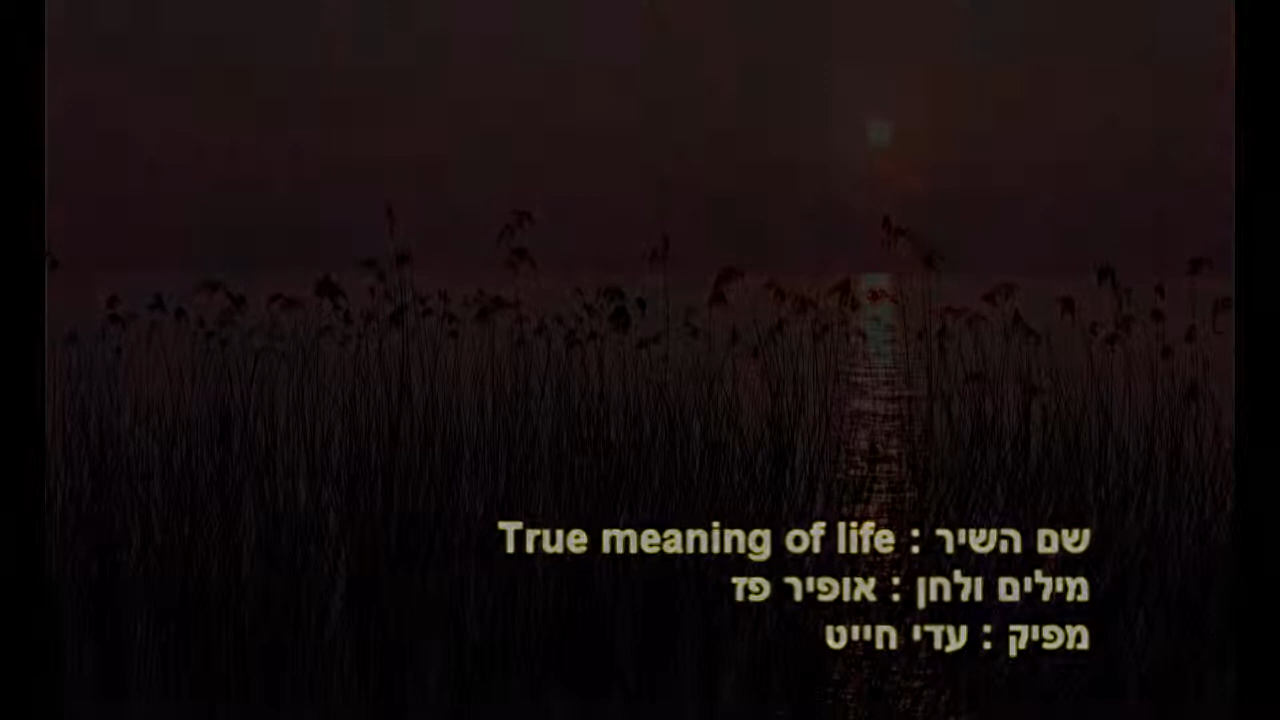 שם השיר : True meaning of life
מילים ולחן : אופיר פז
מפיק : עדי חייט